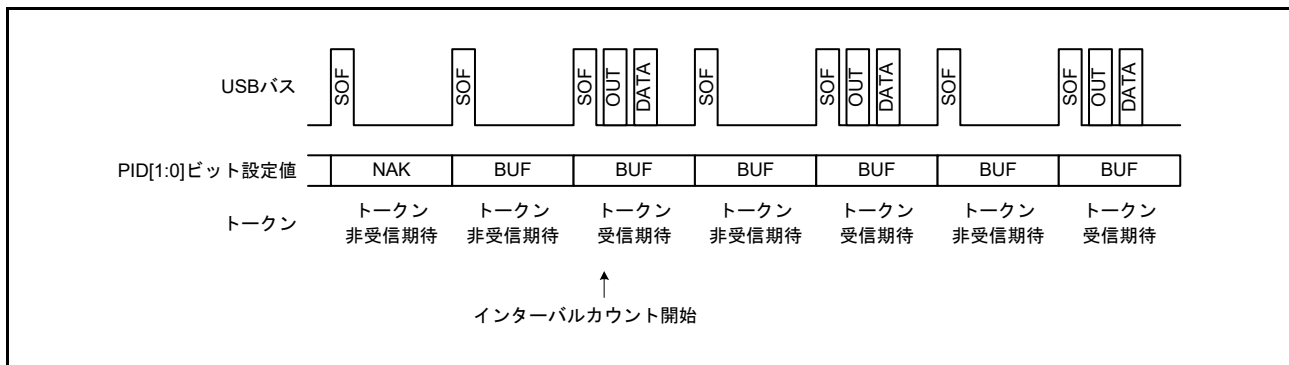 USBバス
SOF
SOF
SOF
OUT
DATA
SOF
SOF
OUT
DATA
SOF
SOF
OUT
DATA
PID[1:0]ビット設定値
NAK
BUF
BUF
BUF
BUF
BUF
BUF
トークン
トークン
非受信期待
トークン
非受信期待
トークン
受信期待
トークン
非受信期待
トークン
受信期待
トークン
非受信期待
トークン
受信期待
インターバルカウント開始